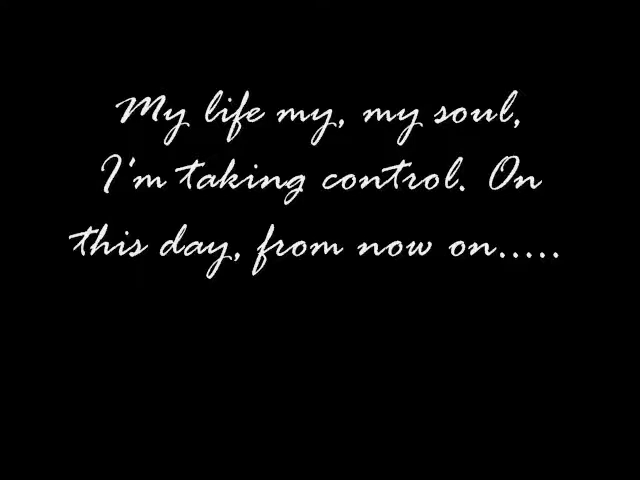 My life my, my soul,
I'm taking control. On
this day, from now on.....